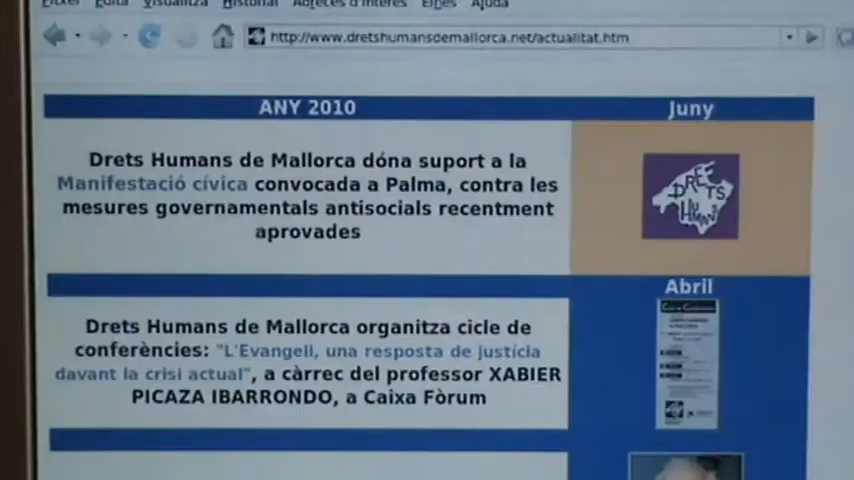 Edita Visualitza Historial Adreces d'interès Eines Ajuda
http://www.dretshumansdemallorca.net/actualitat.htm
ANY 2010
Juny
Drets Humans de Mallorca dóna suport a la
Manifestació cívica convocada a Palma, contra les
mesures governamentals antisocials recentment
aprovades
DRETS
HUMANS
Abril
Drets Humans de Mallorca organitza cicle de
conferències: "L'Evangeli, una resposta de justícia
davant la crisi actual", a càrrec del professor XABIER
PICAZA IBARRONDO, a Caixa Fòrum